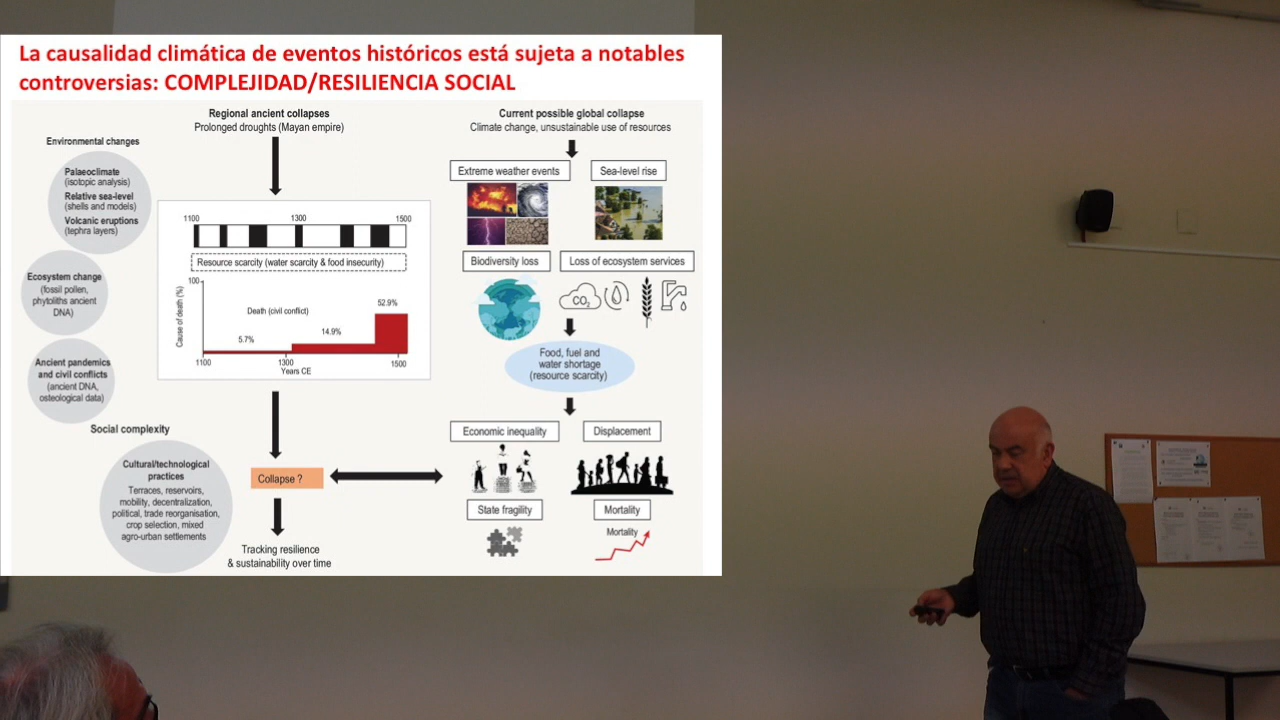 La causalidad climática de eventos históricos está sujeta a notables
controversias: COMPLEJIDAD/RESILIENCIA SOCIAL
Regional ancient collapses
Prolonged droughts (Mayan empire)
Environmental changes
Palaeoclimate
(isotopic analysis)
Relative sea-level
(shells and models)
Volcanic eruptions
(tephra layers)
Ecosystem change
(fossil pollen,
phytoliths ancient
DNA)
Ancient pandemics
and civil conflicts
(ancient DNA,
osteological data)
Social complexity
Cultural/technological
practices
Terraces, reservoirs,
mobility, decentralization,
political, trade reorganisation,
crop selection, mixed
agro-urban settlements
1100
1300
1500
Resource scarcity (water scarcity & food insecurity)
100
Cause of death (%)
Death (civil conflict)
5.7%
14.9%
52.9%
1100
1300
1500
Years CE
Collapse ?
Tracking resilience
& sustainability over time
Current possible global collapse
Climate change, unsustainable use of resources
Extreme weather events
Sea-level rise
Biodiversity loss
Loss of ecosystem services
CO2
Food, fuel and
water shortage
(resource scarcity)
Economic inequality
Displacement
State fragility
Mortality
Mortality